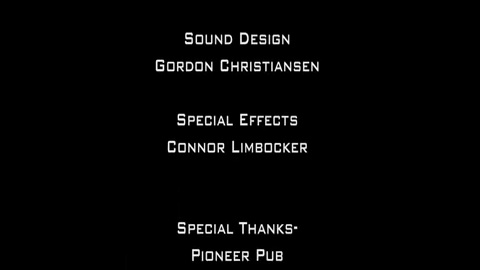 Sound Design
Gordon Christiansen
Special Effects
Connor Limbocker
Special Thanks-
Pioneer Pub